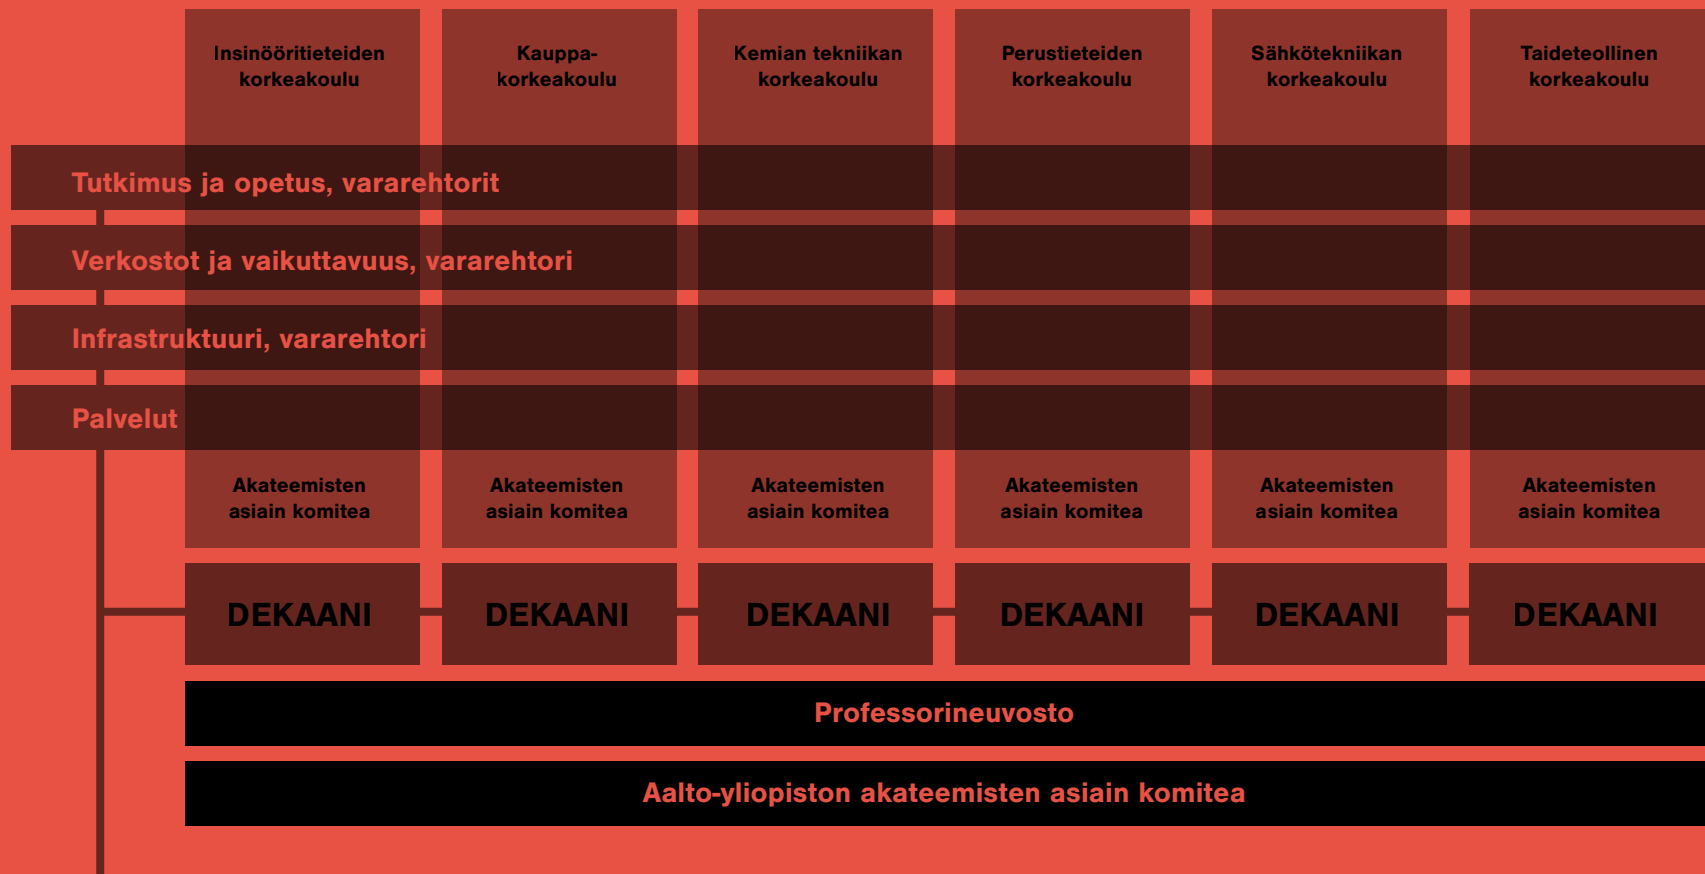 Insinööritieteiden
korkeakoulu
Kauppa-
korkeakoulu
Kemian tekniikan
korkeakoulu
Perustieteiden
korkeakoulu
Sähkötekniikan
korkeakoulu
Taideteollinen
korkeakoulu
Tutkimus ja opetus, vararehtorit
Verkostot ja vaikuttavuus, vararehtori
Infrastruktuuri, vararehtori
Palvelut
Akateemisten
asiain komitea
Akateemisten
asiain komitea
Akateemisten
asiain komitea
Akateemisten
asiain komitea
Akateemisten
asiain komitea
Akateemisten
asiain komitea
DEKAANI
DEKAANI
DEKAANI
DEKAANI
DEKAANI
DEKAANI
Professorineuvosto
Aalto-yliopiston akateemisten asiain komitea